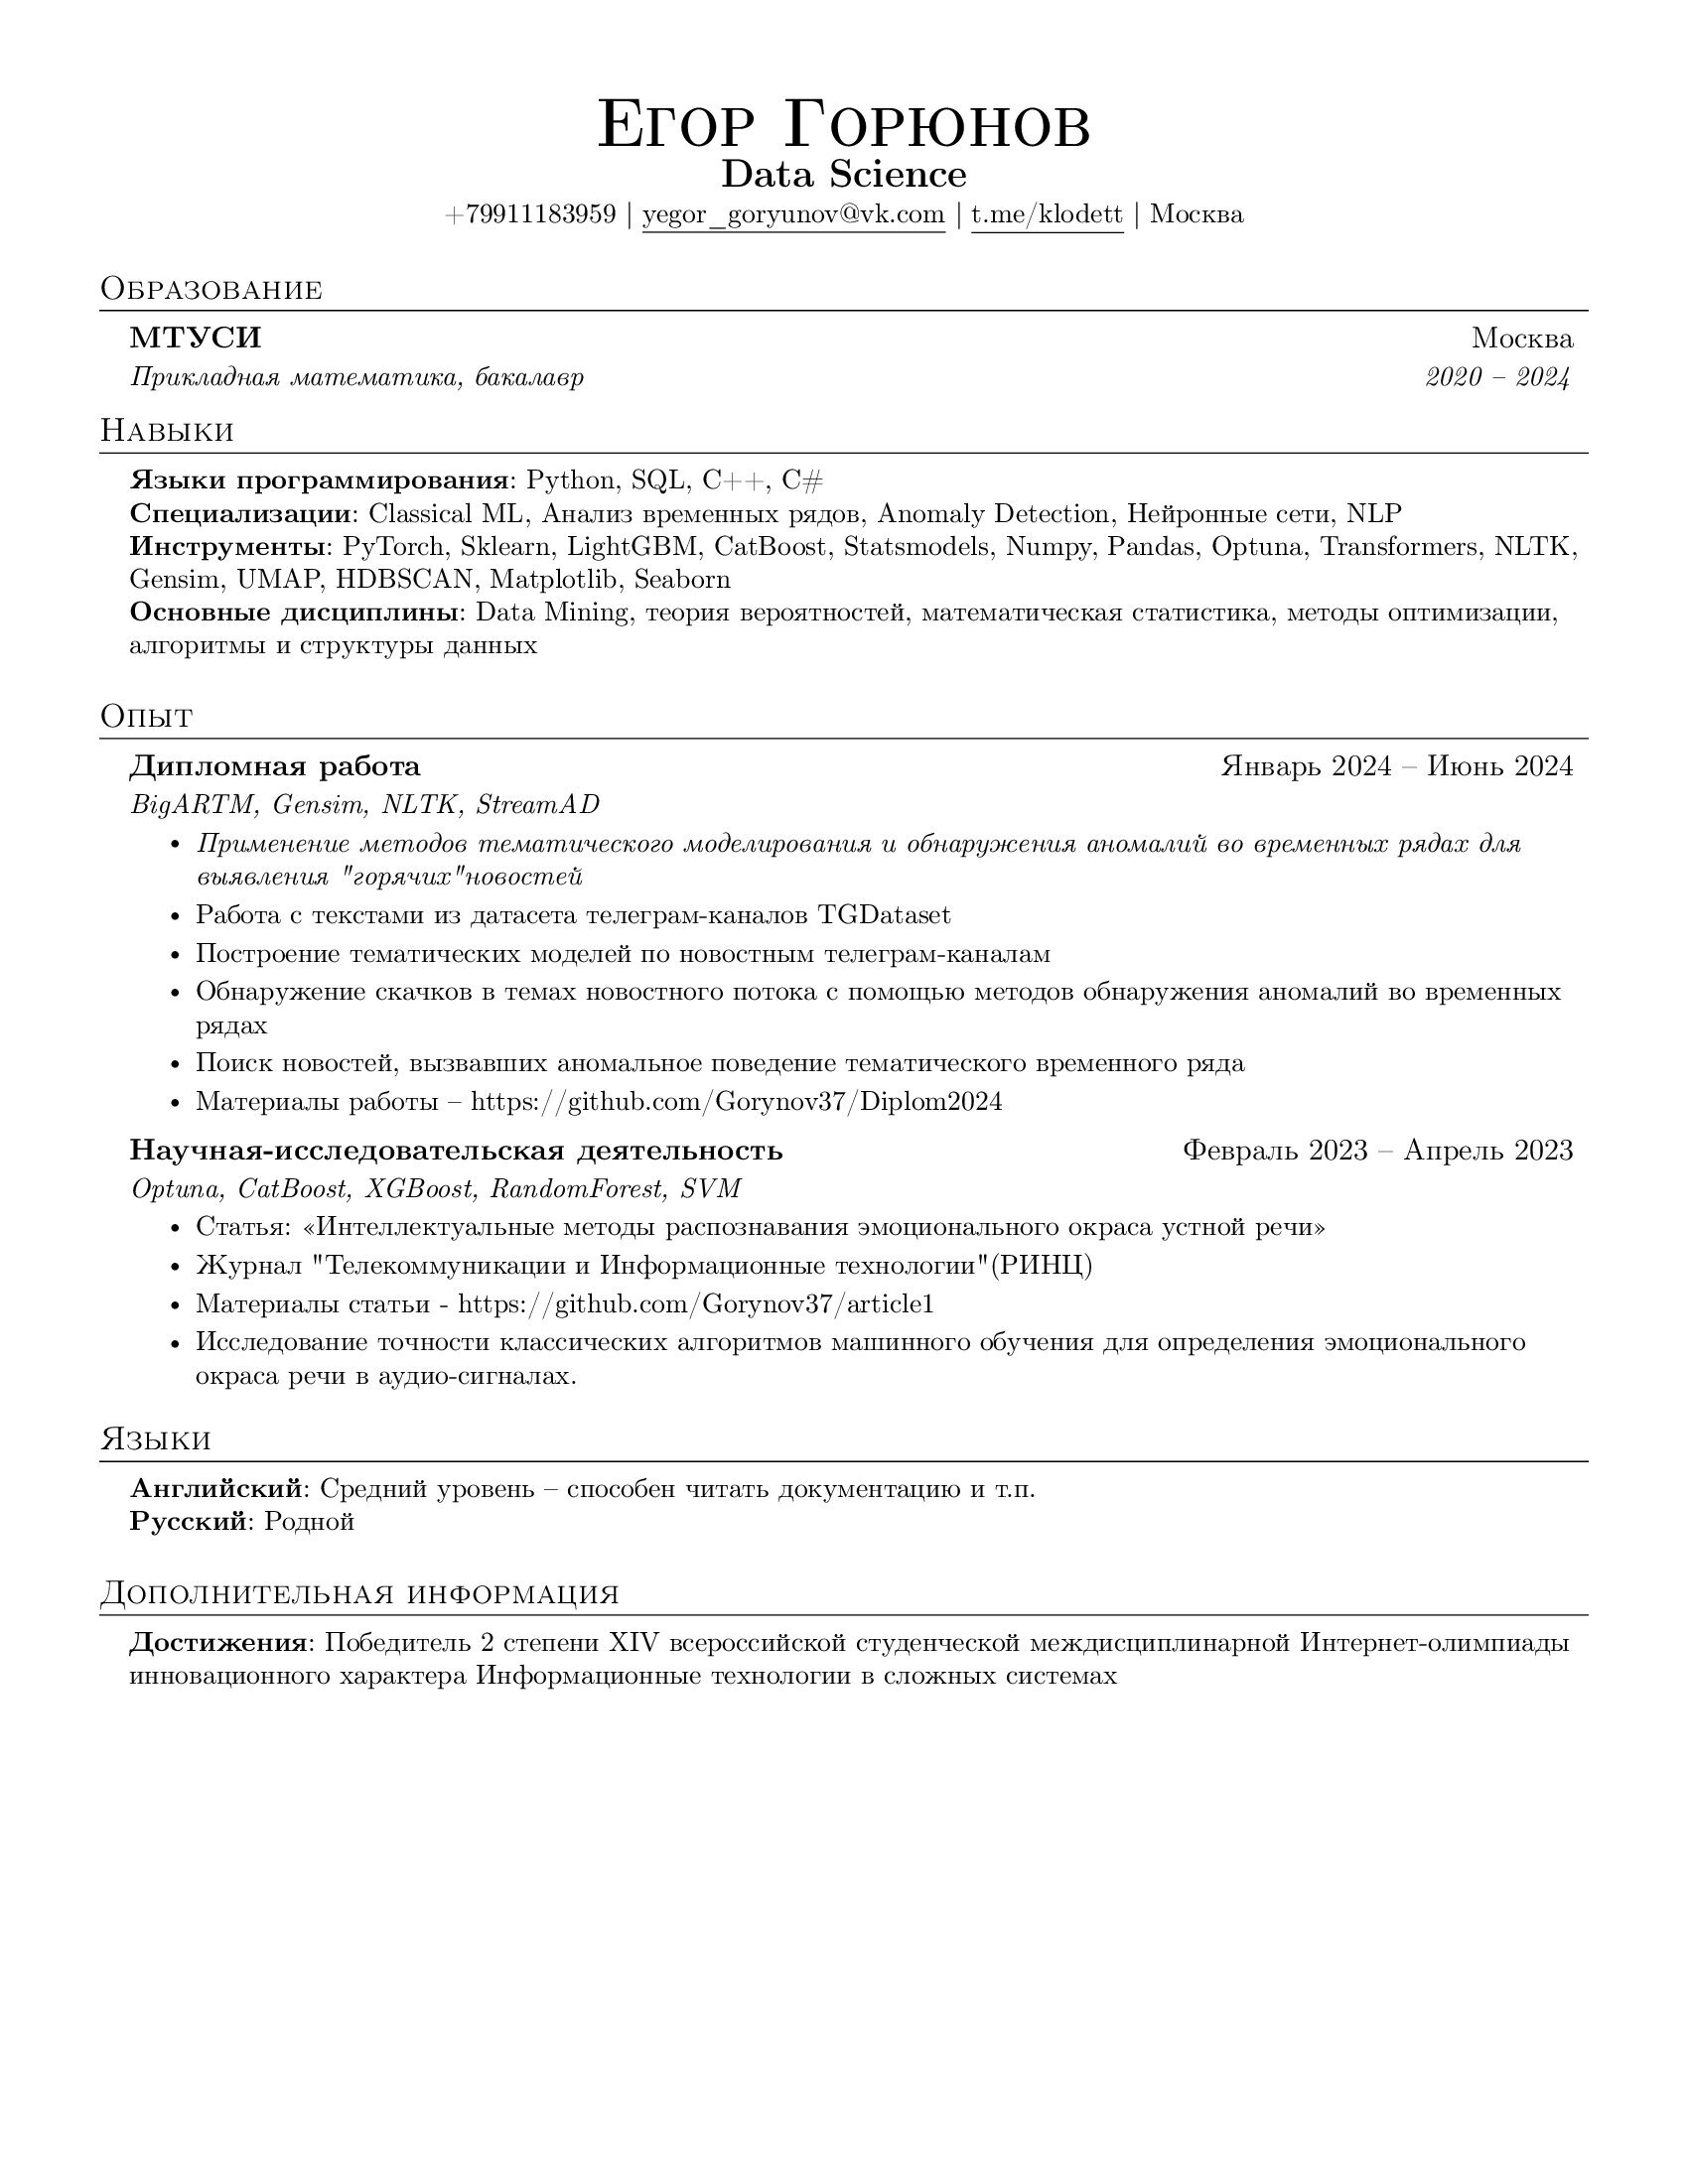 Егор Горюнов
Data Science
+79911183959 | yegor_goryunov@vk.com | t.me/klodett | Москва
Образование
МТУСИ Москва
Прикладная математика, бакалавр 2020 – 2024
Навыки
Языки программирования: Python, SQL, C++, C#
Специализации: Classical ML, Анализ временных рядов, Anomaly Detection, Нейронные сети, NLP
Инструменты: PyTorch, Sklearn, LightGBM, CatBoost, Statsmodels, Numpy, Pandas, Optuna, Transformers, NLTK,
Gensim, UMAP, HDBSCAN, Matplotlib, Seaborn
Основные дисциплины: Data Mining, теория вероятностей, математическая статистика, методы оптимизации,
алгоритмы и структуры данных
Опыт
Дипломная работа Январь 2024 – Июнь 2024
BigARTM, Gensim, NLTK, StreamAD
• Применение методов тематического моделирования и обнаружения аномалий во временных рядах для
выявления "горячих"новостей
• Работа с текстами из датасета телеграм-каналов TGDataset
• Построение тематических моделей по новостным телеграм-каналам
• Обнаружение скачков в темах новостного потока с помощью методов обнаружения аномалий во временных
рядах
• Поиск новостей, вызвавших аномальное поведение тематического временного ряда
• Материалы работы – https://github.com/Gorynov37/Diplom2024
Научная-исследовательская деятельность Февраль 2023 – Апрель 2023
Optuna, CatBoost, XGBoost, RandomForest, SVM
• Статья: «Интеллектуальные методы распознавания эмоционального окраса устной речи»
• Журнал "Телекоммуникации и Информационные технологии"(РИНЦ)
• Материалы статьи - https://github.com/Gorynov37/article1
• Исследование точности классических алгоритмов машинного обучения для определения эмоционального
окраса речи в аудио-сигналах.
Языки
Английский: Средний уровень – способен читать документацию и т.п.
Русский: Родной
Дополнительная информация
Достижения: Победитель 2 степени XIV всероссийской студенческой междисциплинарной Интернет-олимпиады
инновационного характера Информационные технологии в сложных системах